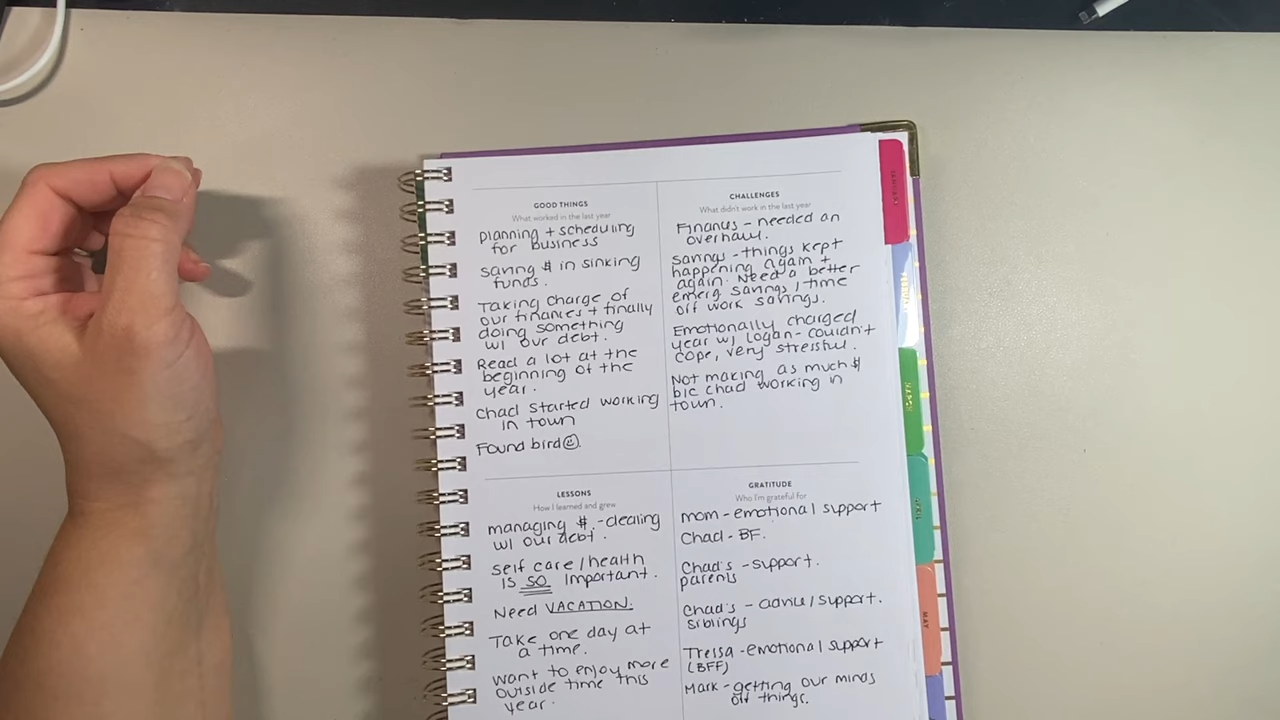 GOOD THINGS
What worked in the last year
Planning + scheduling
for business
saving $ in sinking
funds.
Taking charge of
our finances + finally
doing something
w/ our debt.
Read a lot at the
beginning of the
year.
Chad started working
in town
Found bird☺.
CHALLENGES
What didn't work in the last year
Finances - needed an
overhaul.
savings - things kept
happening again +
again. Need a better
emerg savings / time
off work savings.
Emotionally charged
year w/ Logan - couldn't
cope, very stressful.
Not making as much $
b/c chad working in
town.
LESSONS
How I learned and grew
managing $, - dealing
w/ our debt.
self care / health
is so important.
Need VACATION.
Take one day at
a time.
want to enjoy more
outside time this
year.
GRATITUDE
Who I'm grateful for
mom - emotional support
Chad - BF.
Chad's - support.
parents
Chad's - advice / support.
siblings
Tressa - emotional support
(BFF)
Mark - getting our minds
off things.
JANUARY
FEBRUARY
MARCH
APRIL
MAY